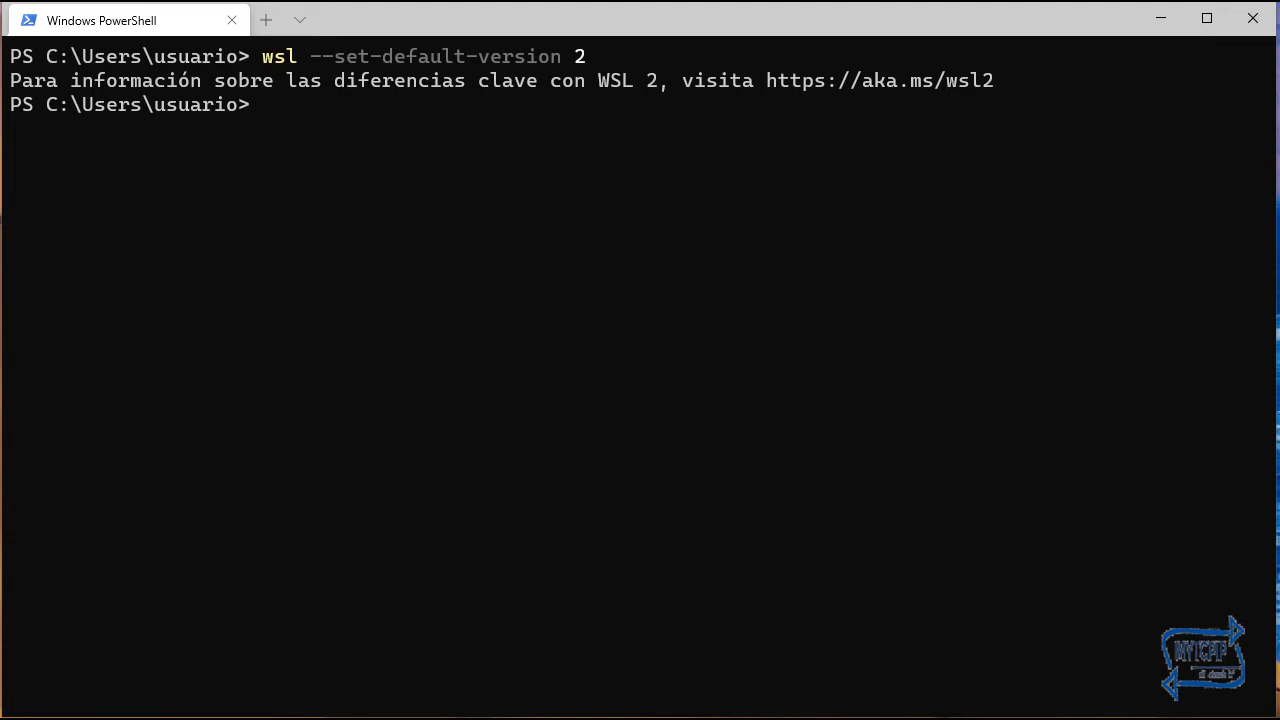 Windows PowerShell
PS C:\Users\usuario> wsl --set-default-version 2
Para información sobre las diferencias clave con WSL 2, visita https://aka.ms/wsl2
PS C:\Users\usuario>